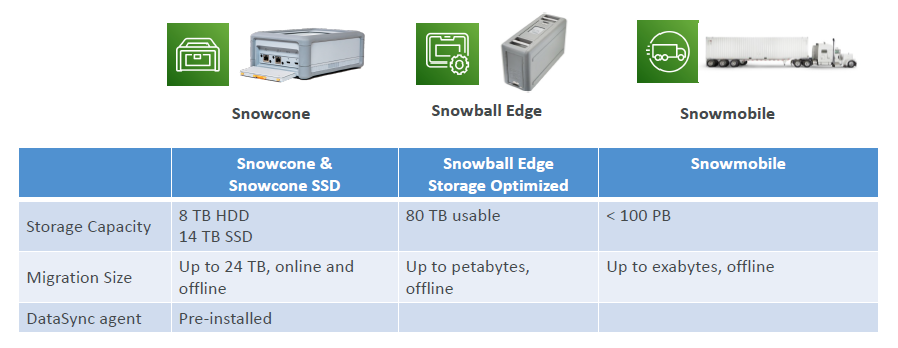 Snowcone
Snowball Edge
Snowmobile
Snowcone &
Snowcone SSD
Snowball Edge
Storage Optimized
Snowmobile
Storage Capacity
8 TB HDD
14 TB SSD
80 TB usable
< 100 PB
Migration Size
Up to 24 TB, online and
offline
Up to petabytes,
offline
Up to exabytes, offline
DataSync agent
Pre-installed